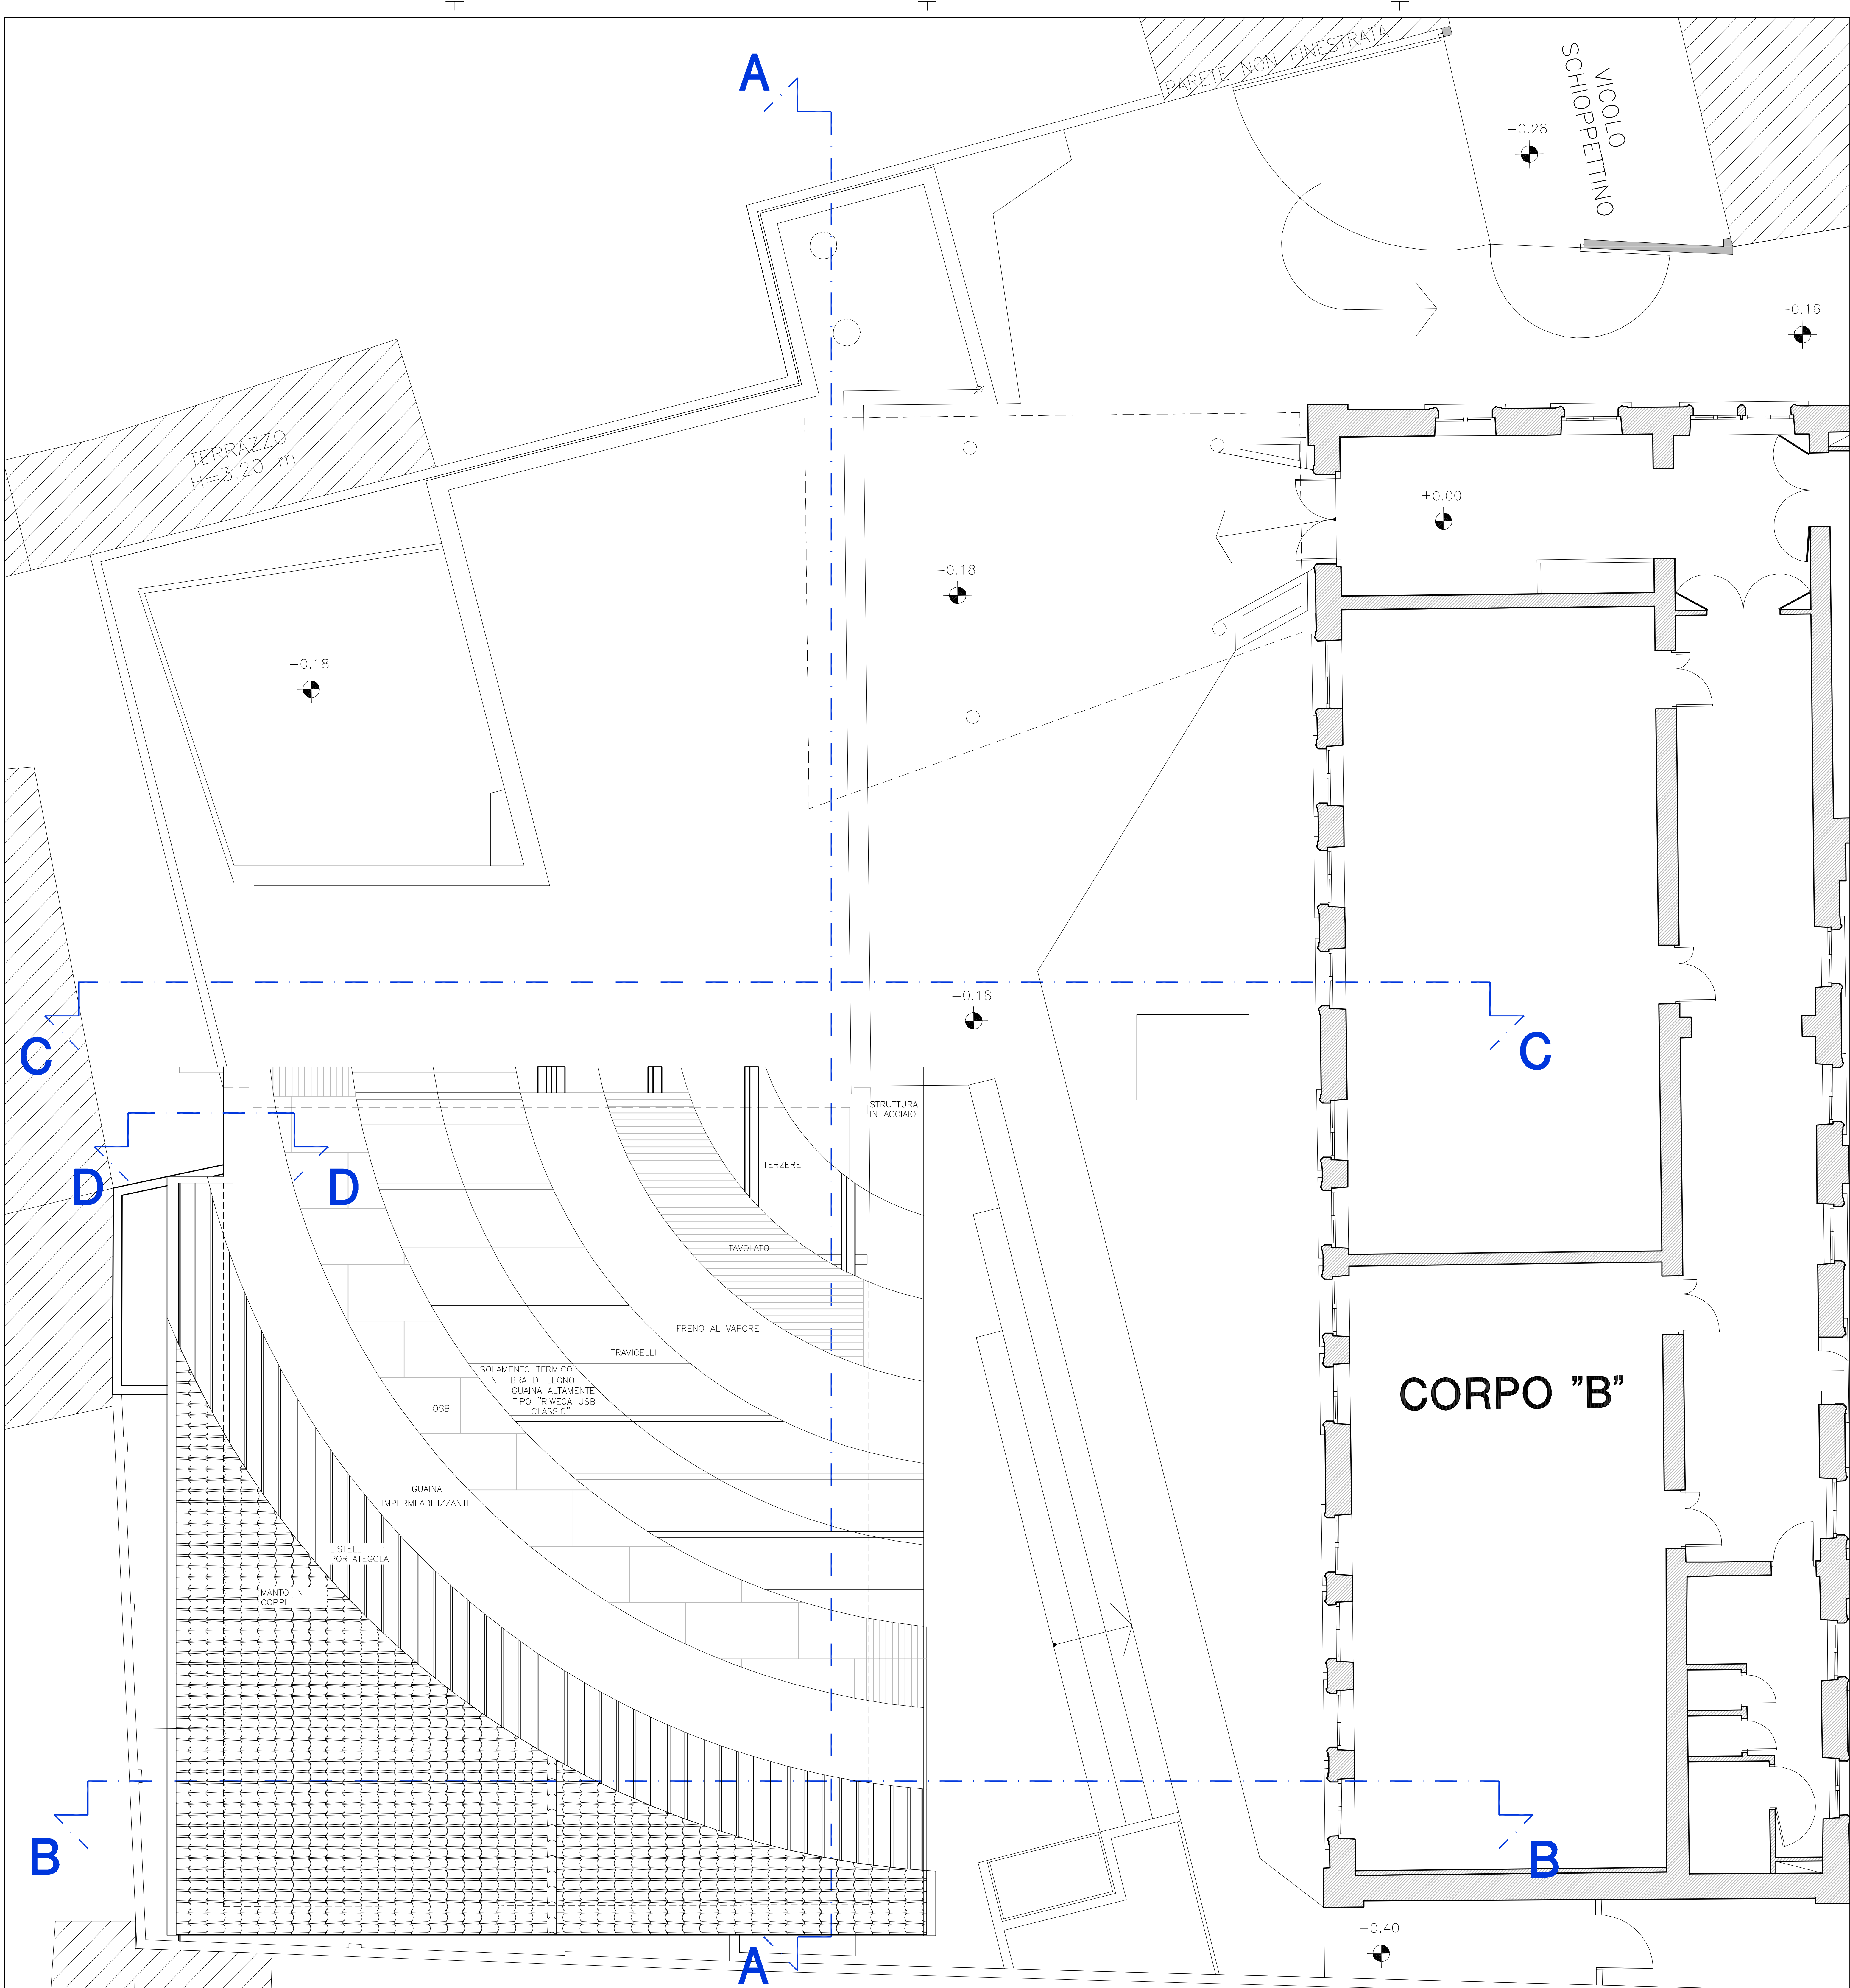 A
PARETE NON FINESTRATA
VICOLO
SCHIOPPETTINO
-0.28
-0.16
TERRAZZO
H=3.20 m
±0.00
-0.18
-0.18
-0.18
C
C
D
D
STRUTTURA
IN ACCIAIO
TERZERE
TAVOLATO
FRENO AL VAPORE
TRAVICELLI
ISOLAMENTO TERMICO
IN FIBRA DI LEGNO
+ GUAINA ALTAMENTE
TIPO "RIWEGA USB
CLASSIC"
OSB
CORPO "B"
GUAINA
IMPERMEABILIZZANTE
LISTELLI
PORTATEGOLA
MANTO IN
COPPI
B
B
-0.40
A